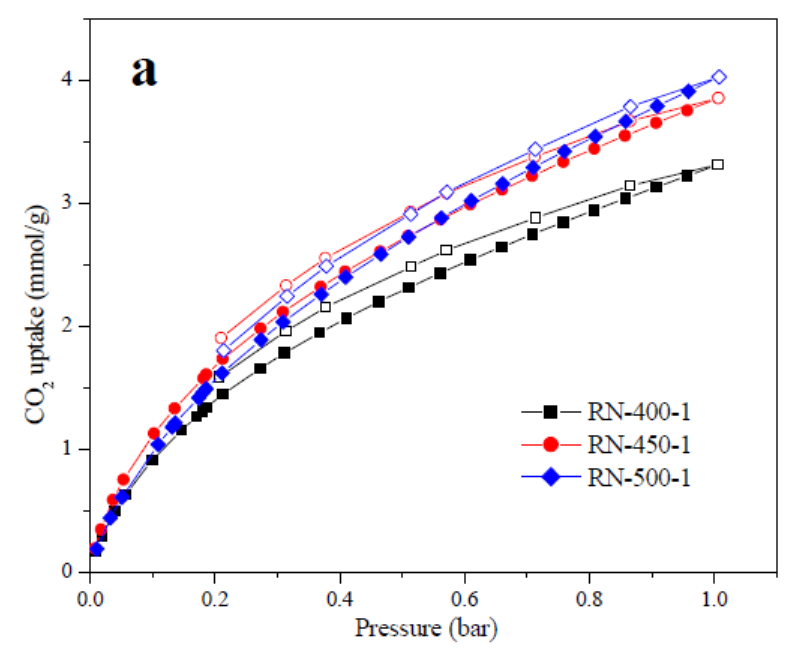 a
4
3
2
1
0
CO2 uptake (mmol/g)
RN-400-1
RN-450-1
RN-500-1
0.0 0.2 0.4 0.6 0.8 1.0
Pressure (bar)